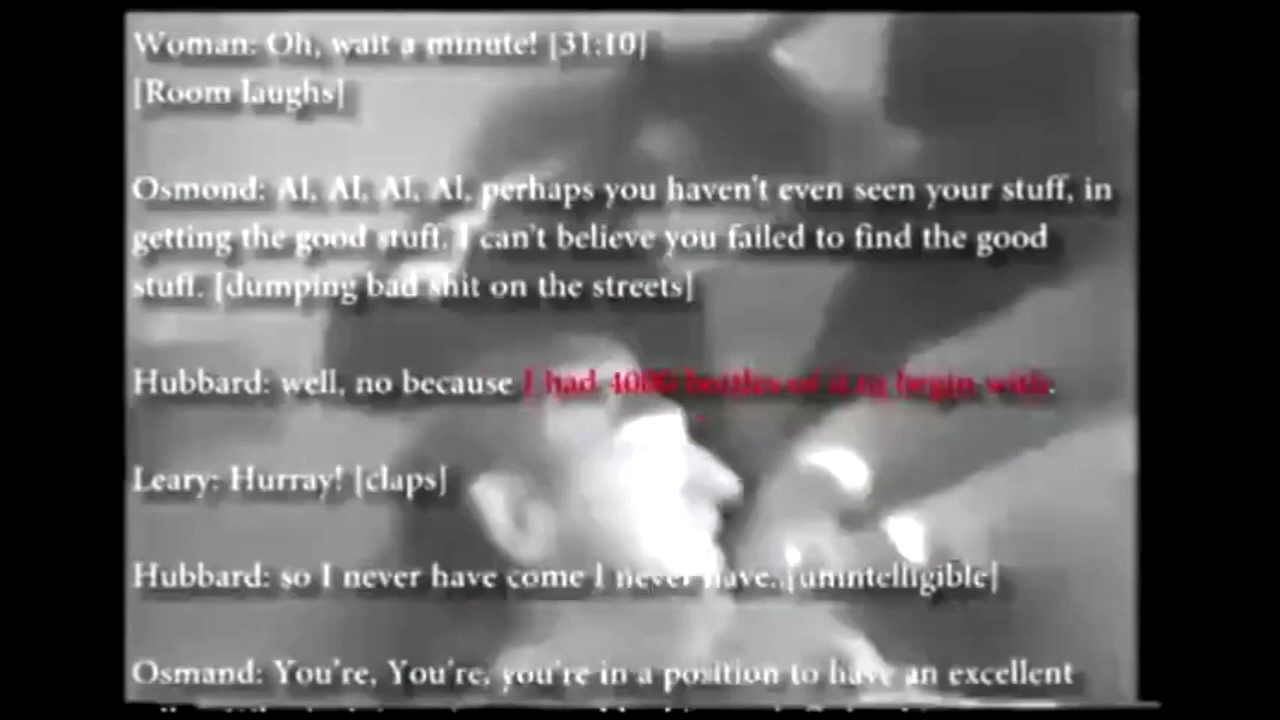 Woman: Oh, wait a minute! [31:10]
[Room laughs]
Osmond: Al, Al, Al, Al, perhaps you haven't even seen your stuff, in
getting the good stuff. I can't believe you failed to find the good
stuff. [dumping bad shit on the streets]
Hubbard: well, no because I had 4000 bottles of it to begin with.
Leary: Hurray! [claps]
Hubbard: so I never have come I never have..[umntelligible]
Osmand: You're, You're, you're in a position to have an excellent